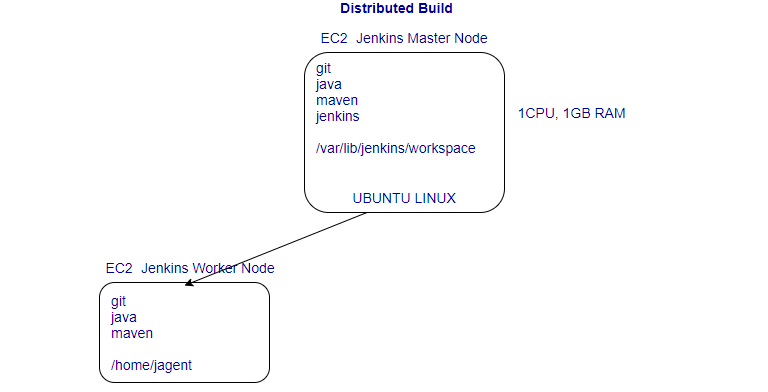 Distributed Build
EC2  Jenkins Master Node
git
java
maven
jenkins
1CPU, 1GB RAM
/var/lib/jenkins/workspace
UBUNTU LINUX
EC2  Jenkins Worker Node
git
java
maven
/home/jagent